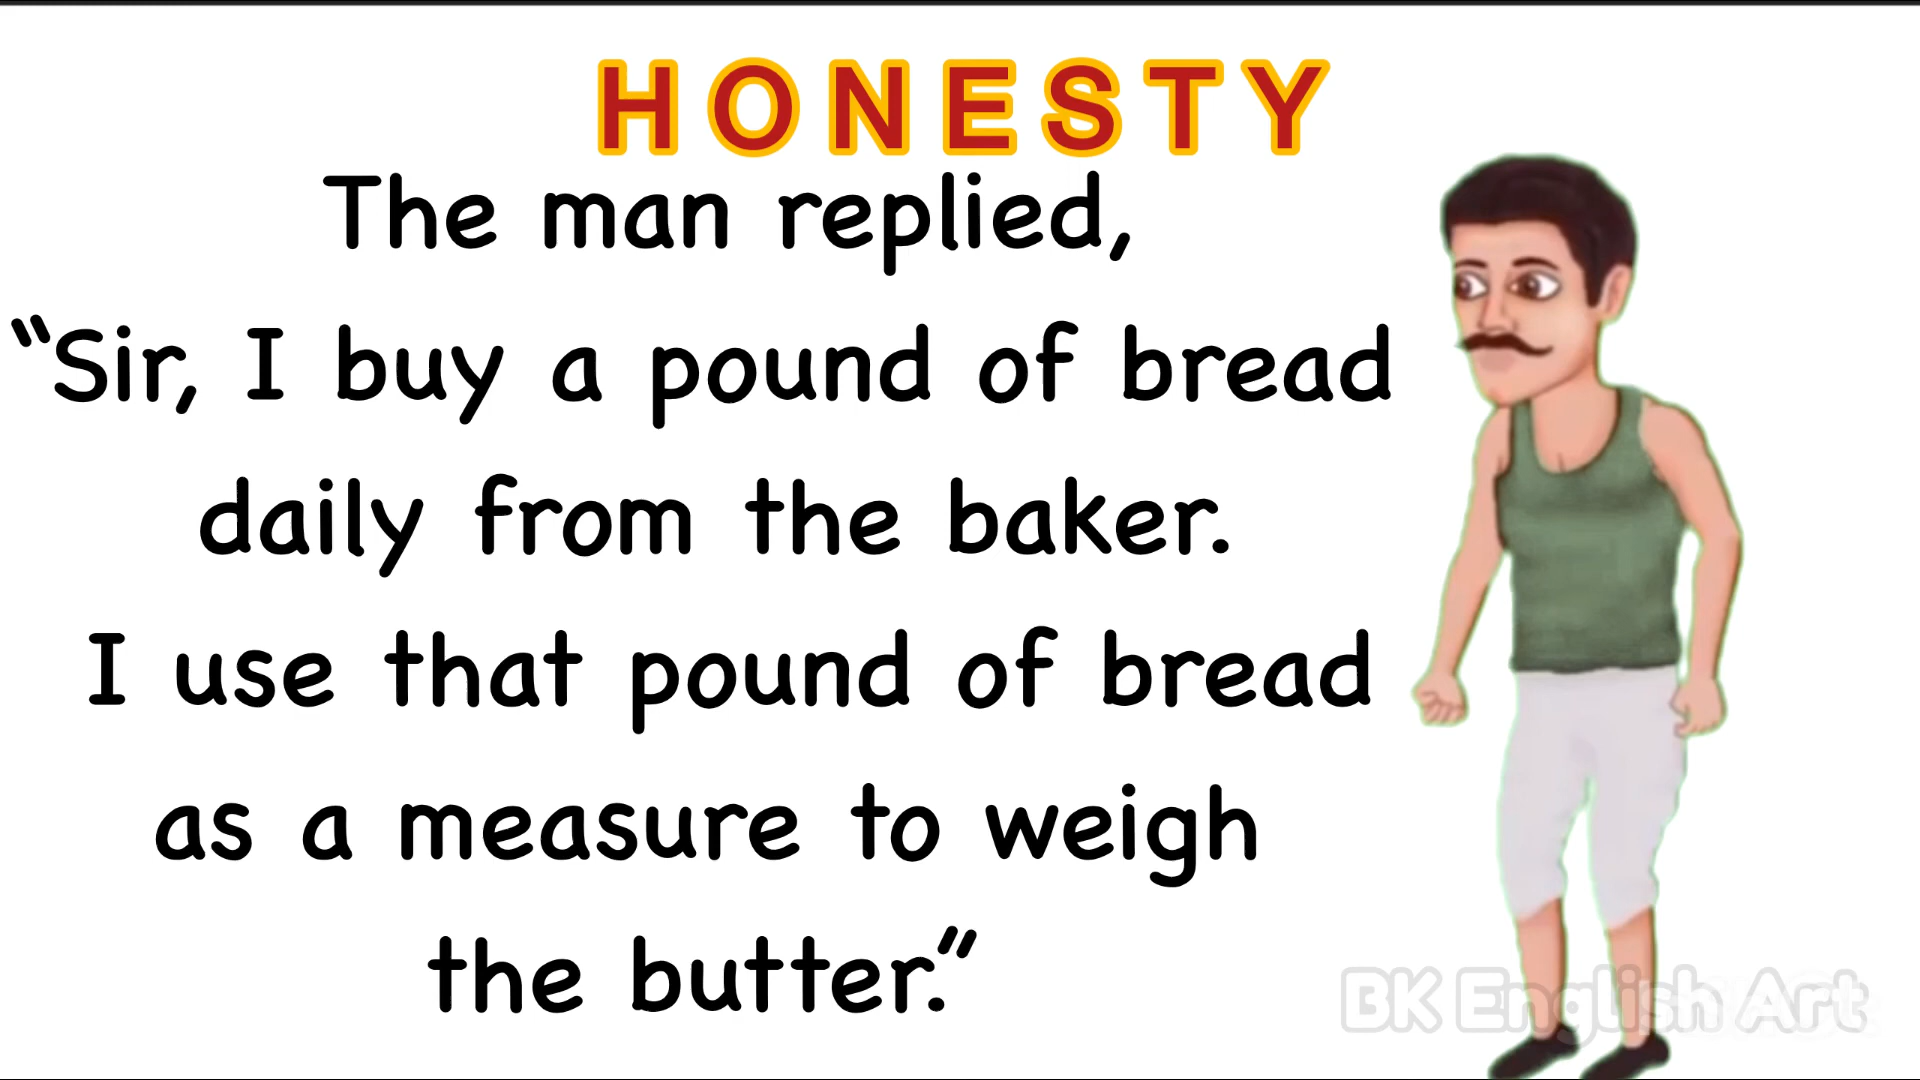 HONESTY
The man replied,
“Sir, I buy a pound of bread
daily from the baker.
I use that pound of bread
as a measure to weigh
the butter.”
BK English Art